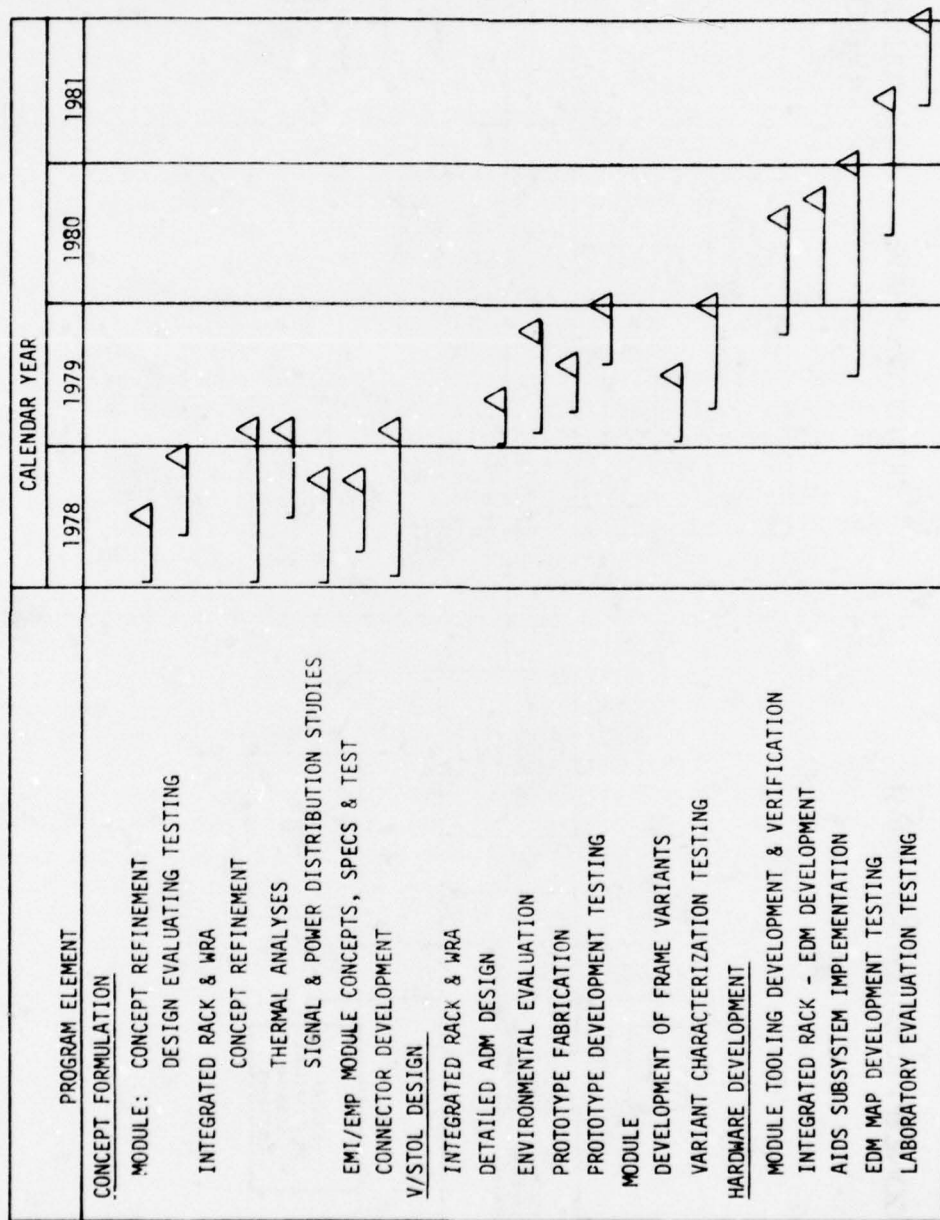 CALENDAR YEAR
PROGRAM ELEMENT
1978
1979
1980
1981
CONCEPT FORMULATION
MODULE: CONCEPT REFINEMENT
DESIGN EVALUATING TESTING
INTEGRATED RACK & WRA
CONCEPT REFINEMENT
THERMAL ANALYSES
SIGNAL & POWER DISTRIBUTION STUDIES
EMI/EMP MODULE CONCEPTS, SPECS & TEST
CONNECTOR DEVELOPMENT
V/STOL DESIGN
INTEGRATED RACK & WRA
DETAILED ADM DESIGN
ENVIRONMENTAL EVALUATION
PROTOTYPE FABRICATION
PROTOTYPE DEVELOPMENT TESTING
MODULE
DEVELOPMENT OF FRAME VARIANTS
VARIANT CHARACTERIZATION TESTING
HARDWARE DEVELOPMENT
MODULE TOOLING DEVELOPMENT & VERIFICATION
INTEGRATED RACK - EDM DEVELOPMENT
AIDS SUBSYSTEM IMPLEMENTATION
EDM MAP DEVELOPMENT TESTING
LABORATORY EVALUATION TESTING